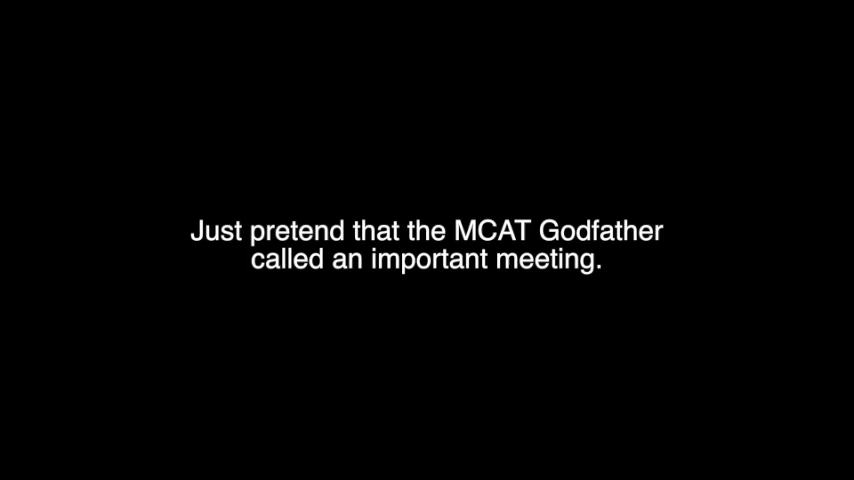 Just pretend that the MCAT Godfather
called an important meeting.